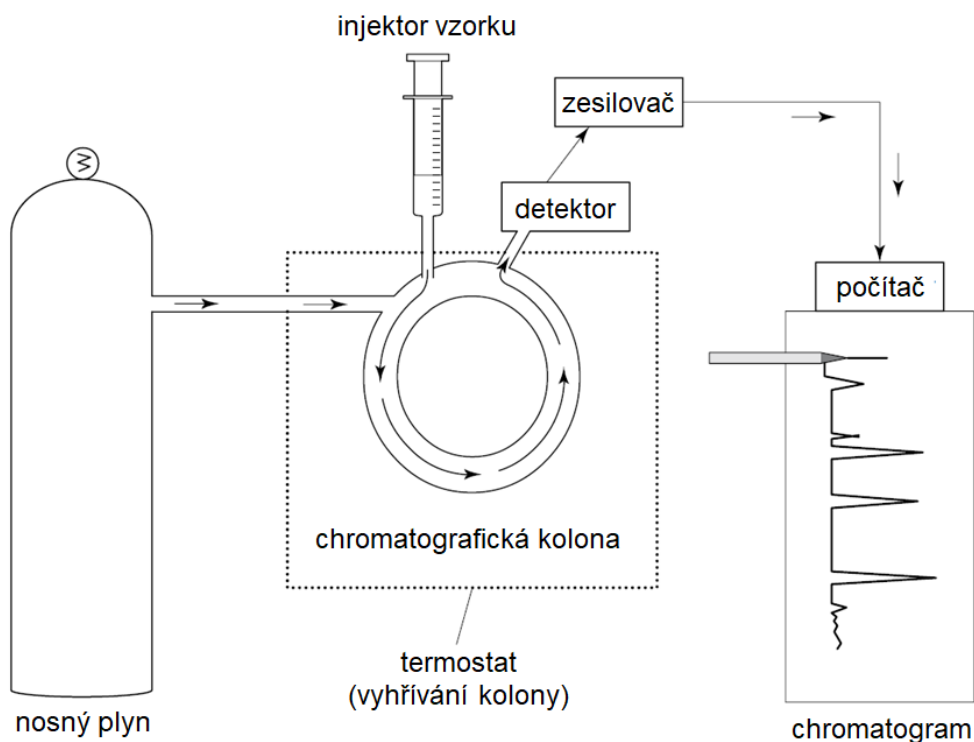 injektor vzorku
zesilovač
detektor
počítač
chromatografická kolona
termostat
(vyhřívání kolony)
nosný plyn
chromatogram